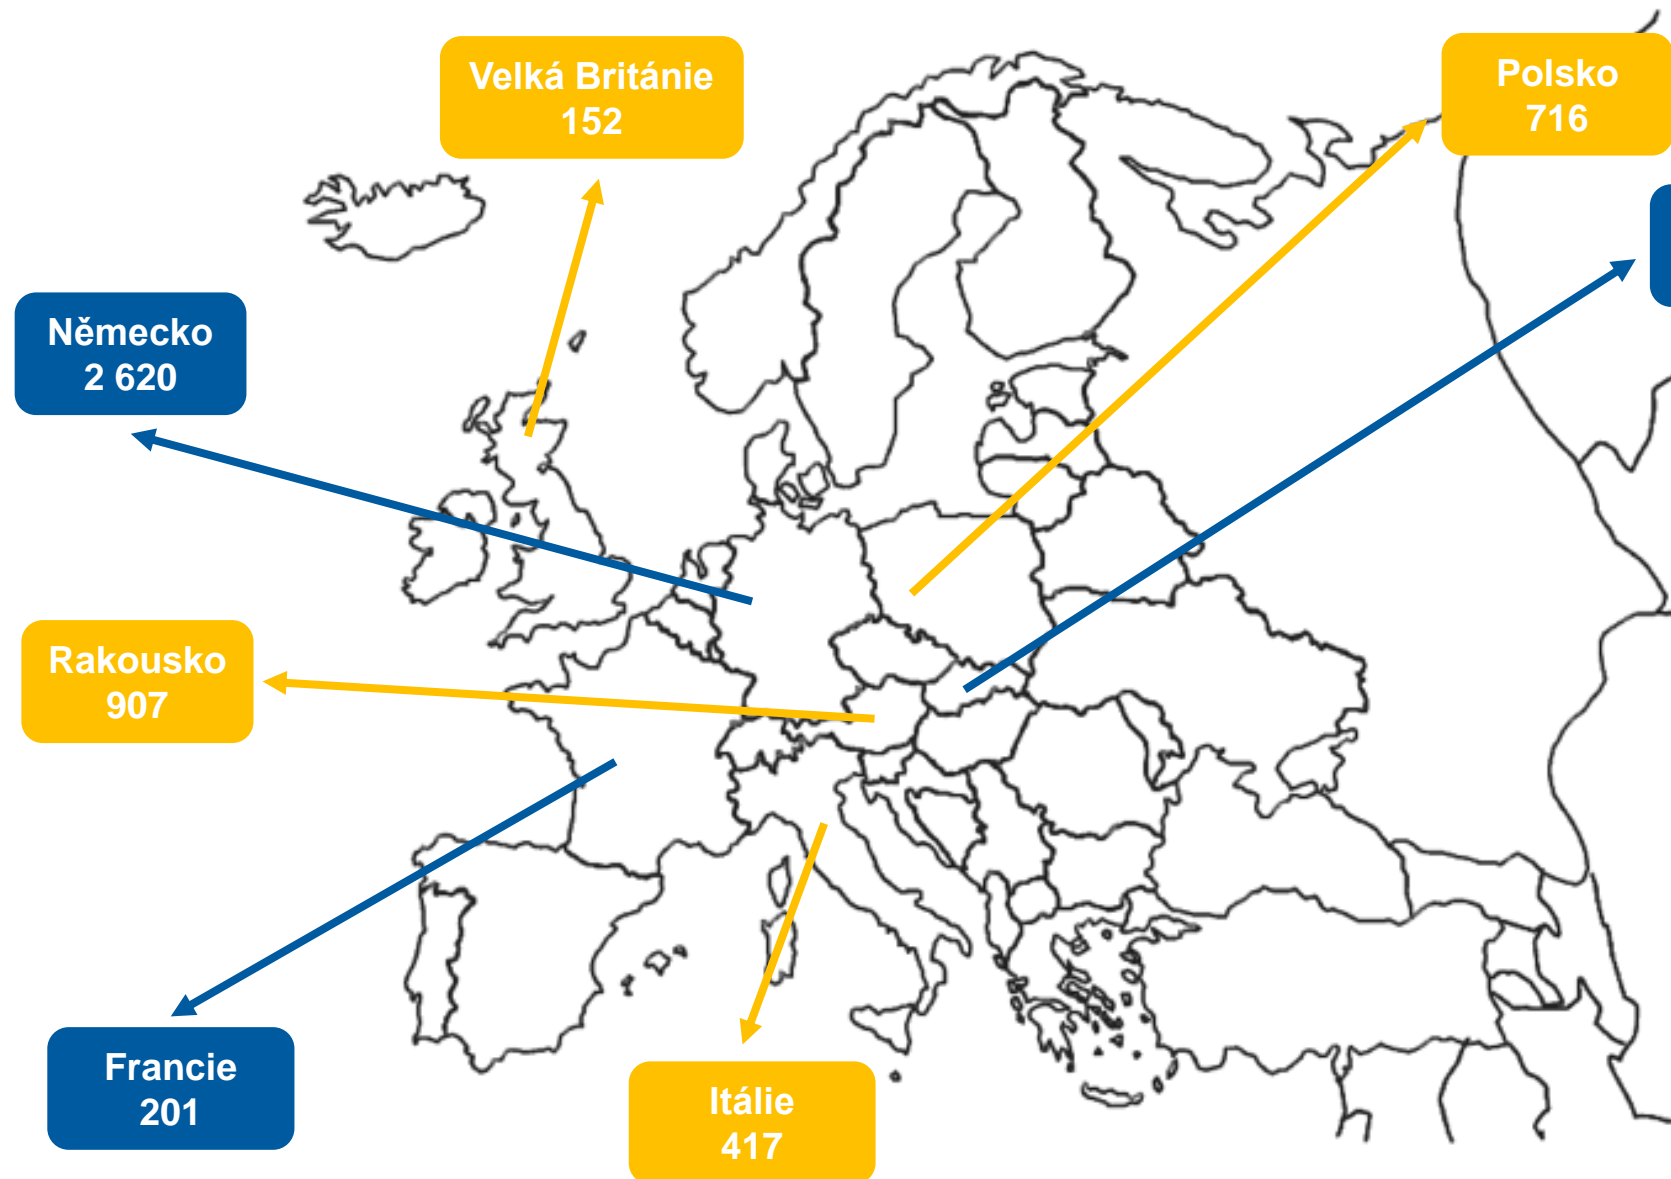 Velká Británie
152
Polsko
716
Německo
2 620
Rakousko
907
Francie
201
Itálie
417